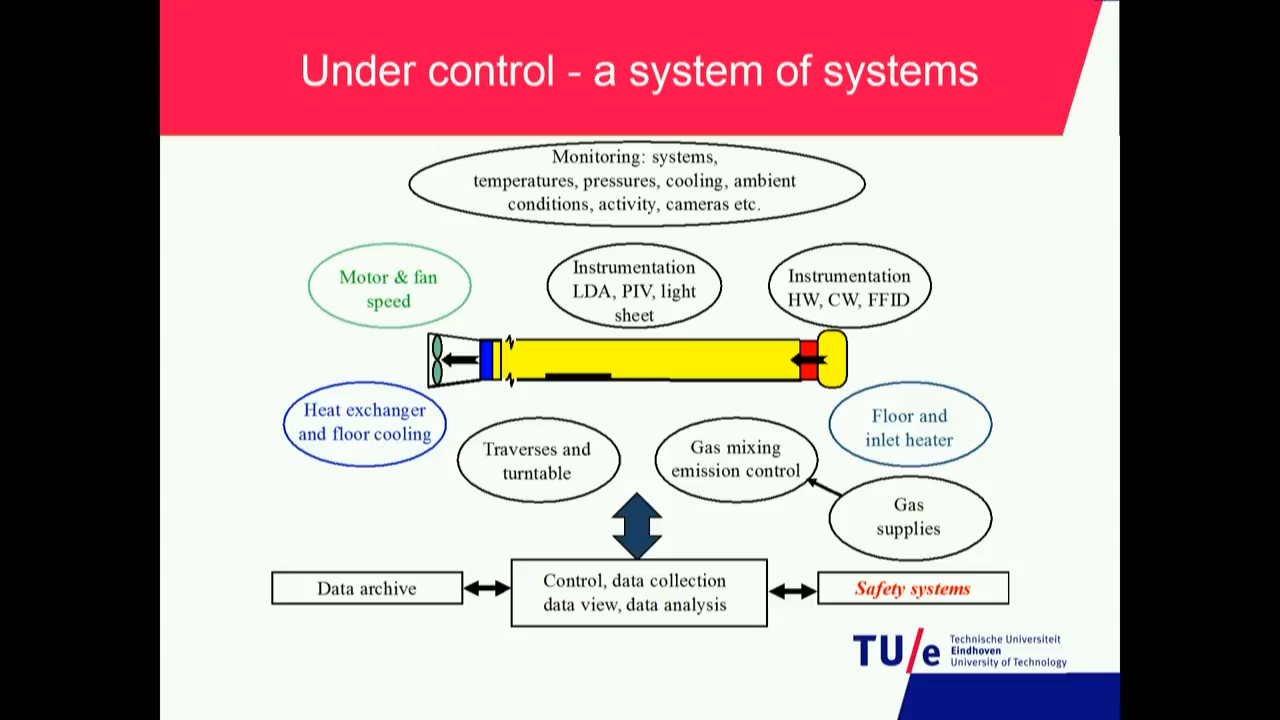 Under control - a system of systems
Monitoring: systems,
temperatures, pressures, cooling, ambient
conditions, activity, cameras etc.
Motor & fan
speed
Instrumentation
LDA, PIV, light
sheet
Instrumentation
HW, CW, FFID
Heat exchanger
and floor cooling
Traverses and
turntable
Gas mixing
emission control
Floor and
inlet heater
Gas
supplies
Data archive
Control, data collection
data view, data analysis
Safety systems
TU/e
Technische Universiteit
Eindhoven
University of Technology